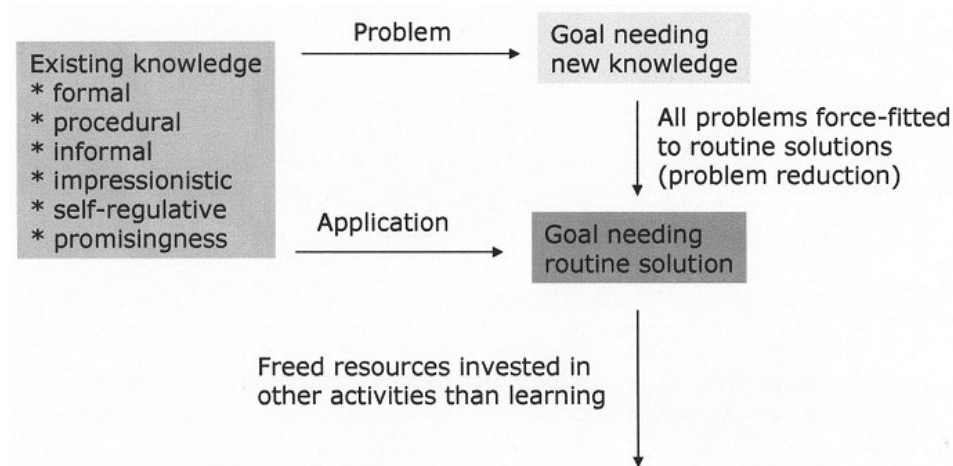 Problem
Goal needing
new knowledge
Existing knowledge
* formal
* procedural
* informal
* impressionistic
* self-regulative
* promisingness
All problems force-fitted
to routine solutions
(problem reduction)
Application
Goal needing
routine solution
Freed resources invested in
other activities than learning